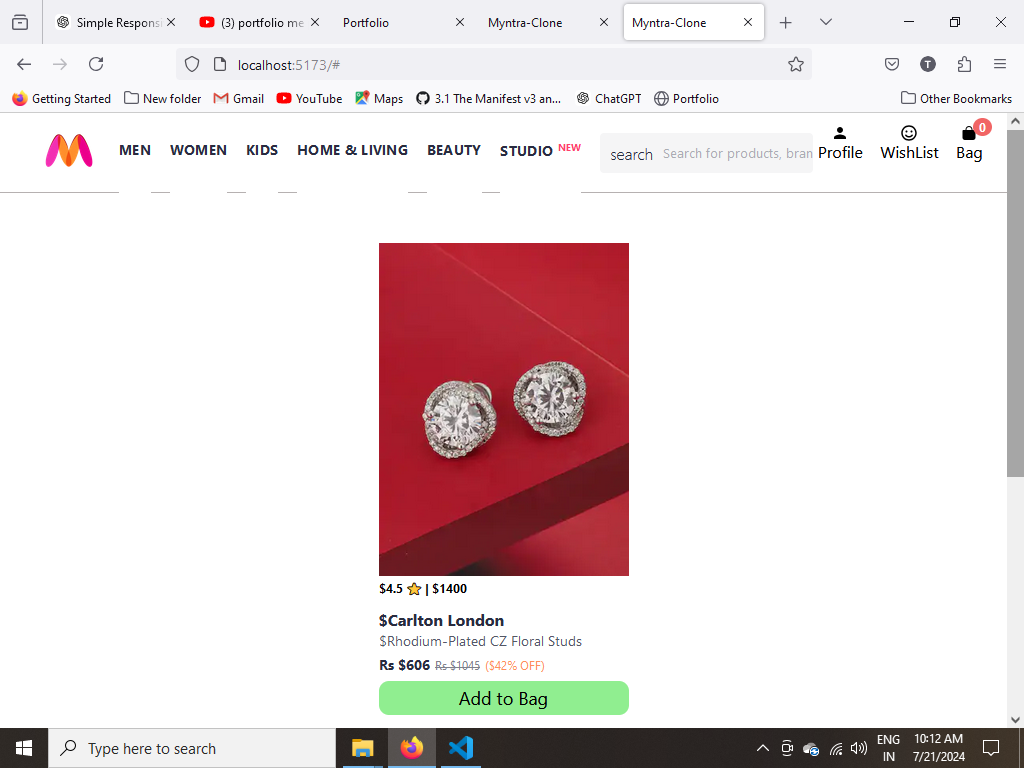 Simple Respons
(3) portfolio me
Portfolio
Myntra-Clone
Myntra-Clone
localhost:5173/#
T
Getting Started
New folder
Gmail
YouTube
Maps
3.1 The Manifest v3 an...
ChatGPT
Portfolio
Other Bookmarks
MEN
WOMEN
KIDS
HOME & LIVING
BEAUTY
STUDIO NEW
search
Search for products, bran
Profile
WishList
Bag
0
$4.5 ⭐ | $1400
$Carlton London
$Rhodium-Plated CZ Floral Studs
Rs $606 Rs $1045 ($42% OFF)
Add to Bag
Type here to search
ENG
IN
10:12 AM
7/21/2024